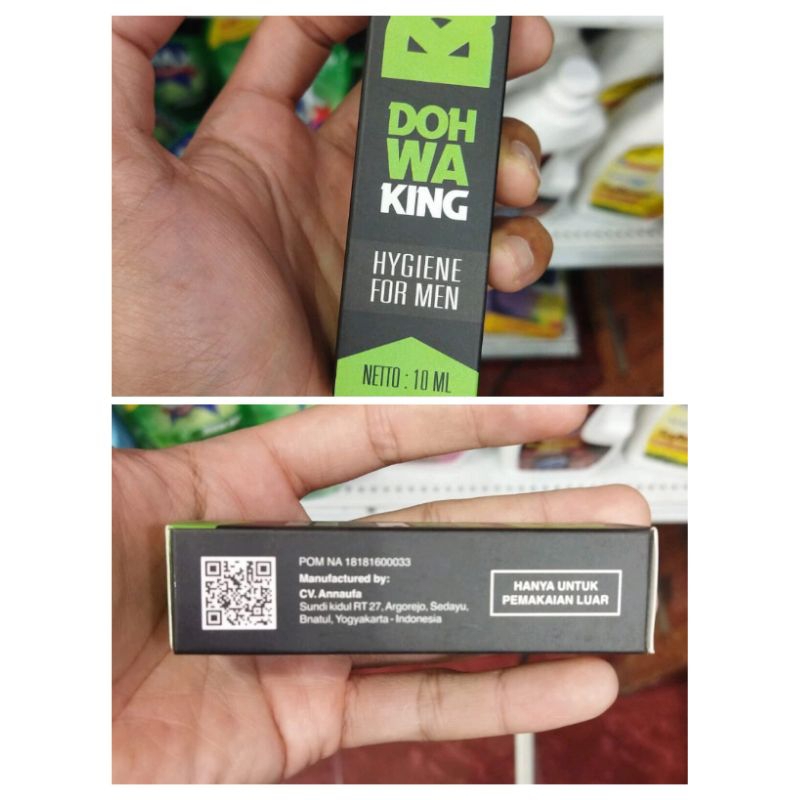 DOH
WA
KING
HYGIENE
FOR MEN
NETTO : 10 ML
POM NA 18181600033
Manufactured by:
CV. Annaufa
Sundi kidul RT 27, Argorejo, Sedayu,
Bnatul, Yogyakarta - Indonesia
HANYA UNTUK
PEMAKAIAN LUAR